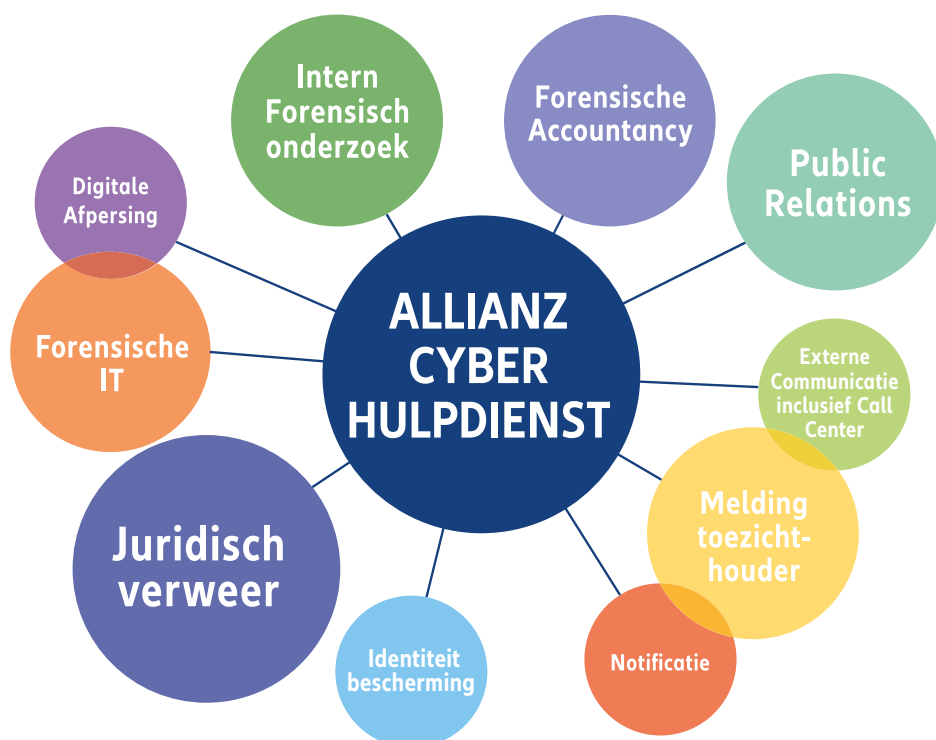 Intern
Forensisch
onderzoek
Forensische
Accountancy
Public
Relations
Digitale
Afpersing
Forensische
IT
ALLIANZ
CYBER
HULPDIENST
Externe
Communicatie
inclusief Call
Center
Juridisch
verweer
Melding
toezicht-
houder
Identiteit
bescherming
Notificatie